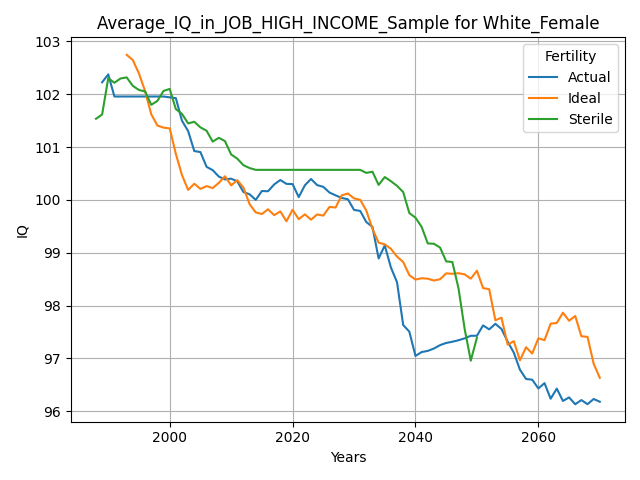 Average_IQ_in_JOB_HIGH_INCOME_Sample for White_Female
103
102
101
100
99
98
97
96
IQ
2000
2020
2040
2060
Years
Fertility
Actual
Ideal
Sterile